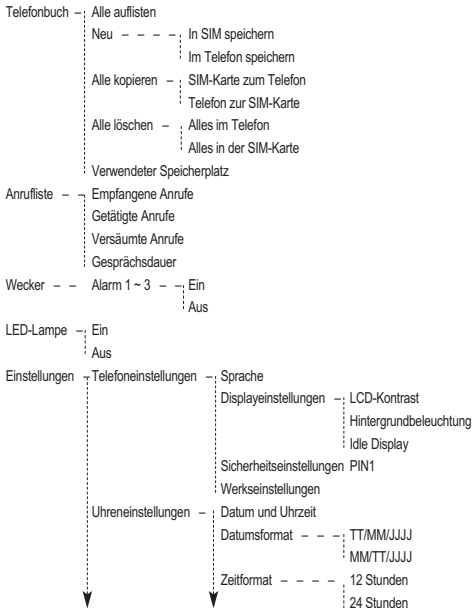 Telefonbuch Alle auflisten
Neu In SIM speichern
Im Telefon speichern
Alle kopieren SIM-Karte zum Telefon
Telefon zur SIM-Karte
Alle löschen Alles im Telefon
Alles in der SIM-Karte
Verwendeter Speicherplatz
Anrufliste Empfangene Anrufe
Getätigte Anrufe
Versäumte Anrufe
Gesprächsdauer
Wecker Alarm 1 ~ 3 Ein
Aus
LED-Lampe Ein
Aus
Einstellungen Telefoneinstellungen Sprache
Displayeinstellungen LCD-Kontrast
Hintergrundbeleuchtung
Idle Display
Sicherheitseinstellungen PIN1
Werkseinstellungen
Uhreneinstellungen Datum und Uhrzeit
Datumsformat TT/MM/JJJJ
MM/TT/JJJJ
Zeitformat 12 Stunden
24 Stunden